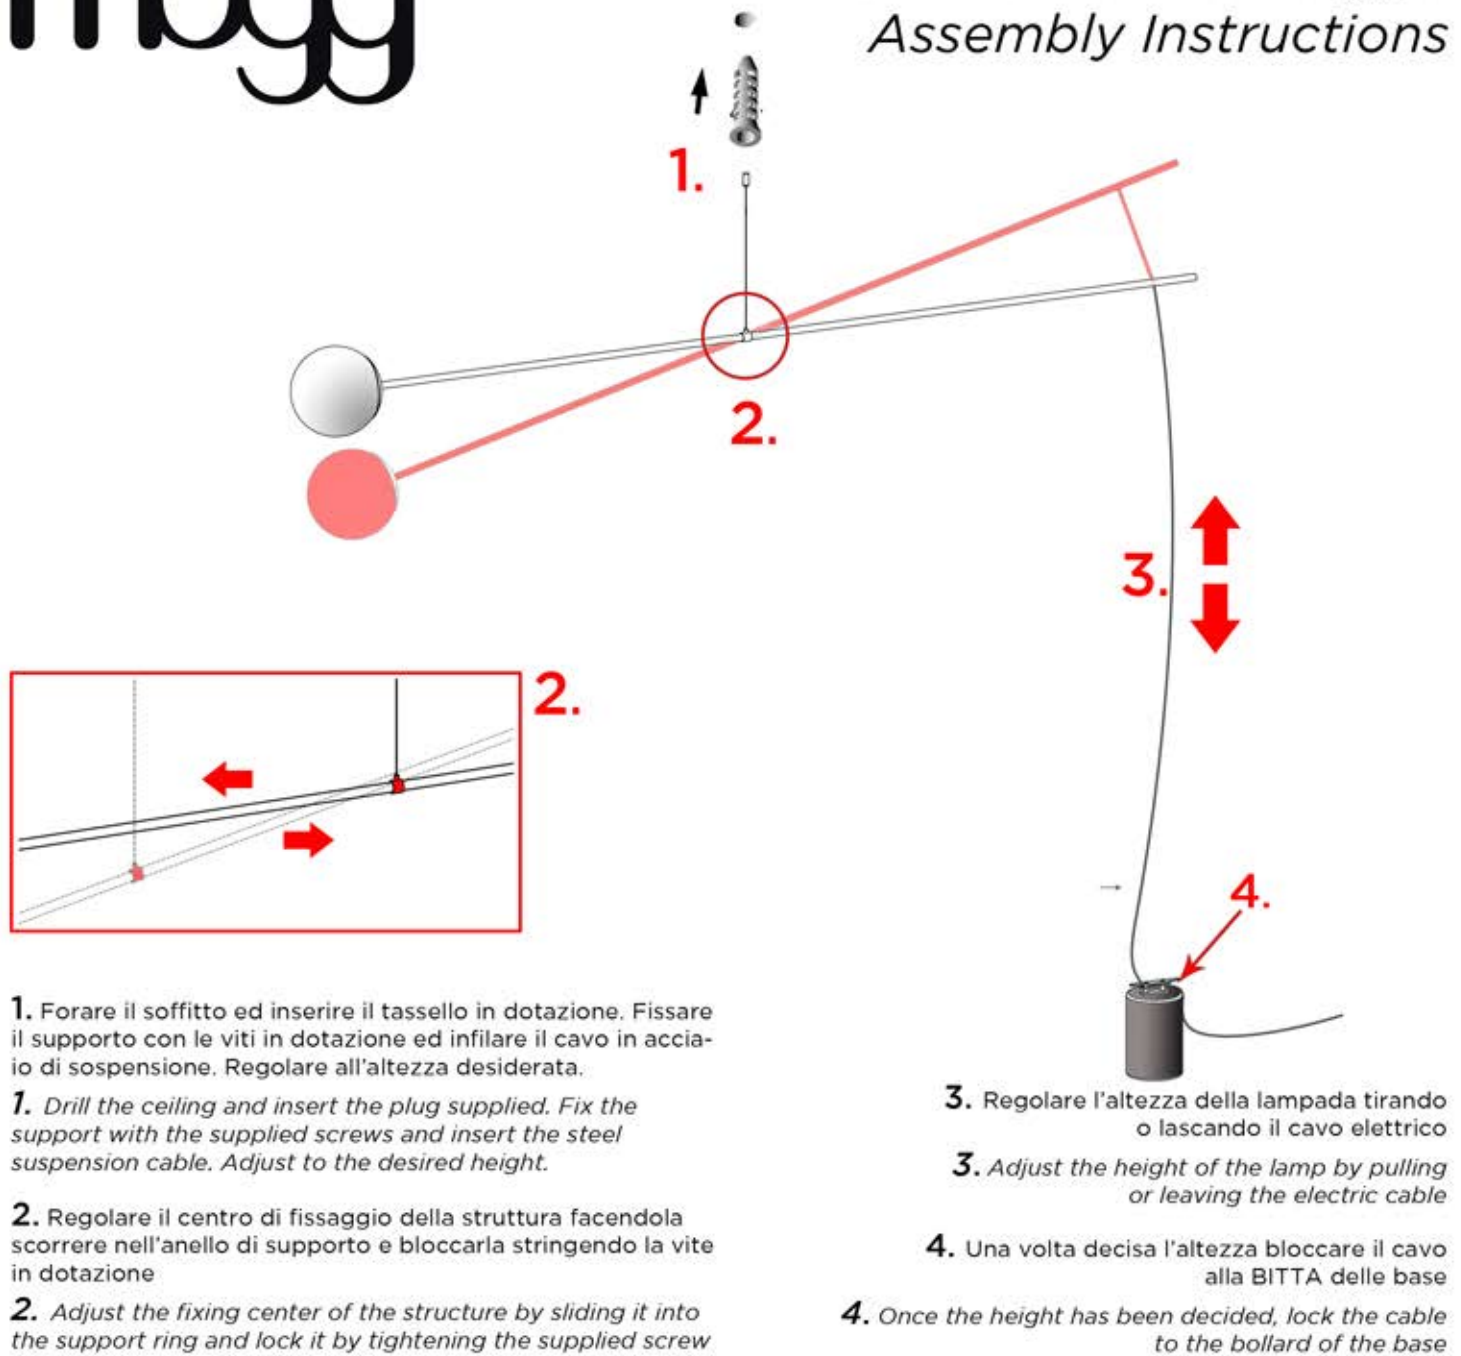 mogg
Assembly Instructions
1.
2.
3.
2.
4.
1. Forare il soffitto ed inserire il tassello in dotazione. Fissare
il supporto con le viti in dotazione ed infilare il cavo in accia-
io di sospensione. Regolare all'altezza desiderata.
1. Drill the ceiling and insert the plug supplied. Fix the
support with the supplied screws and insert the steel
suspension cable. Adjust to the desired height.
2. Regolare il centro di fissaggio della struttura facendola
scorrere nell'anello di supporto e bloccarla stringendo la vite
in dotazione
2. Adjust the fixing center of the structure by sliding it into
the support ring and lock it by tightening the supplied screw
3. Regolare l'altezza della lampada tirando
o lascando il cavo elettrico
3. Adjust the height of the lamp by pulling
or leaving the electric cable
4. Una volta decisa l'altezza bloccare il cavo
alla BITTA delle base
4. Once the height has been decided, lock the cable
to the bollard of the base